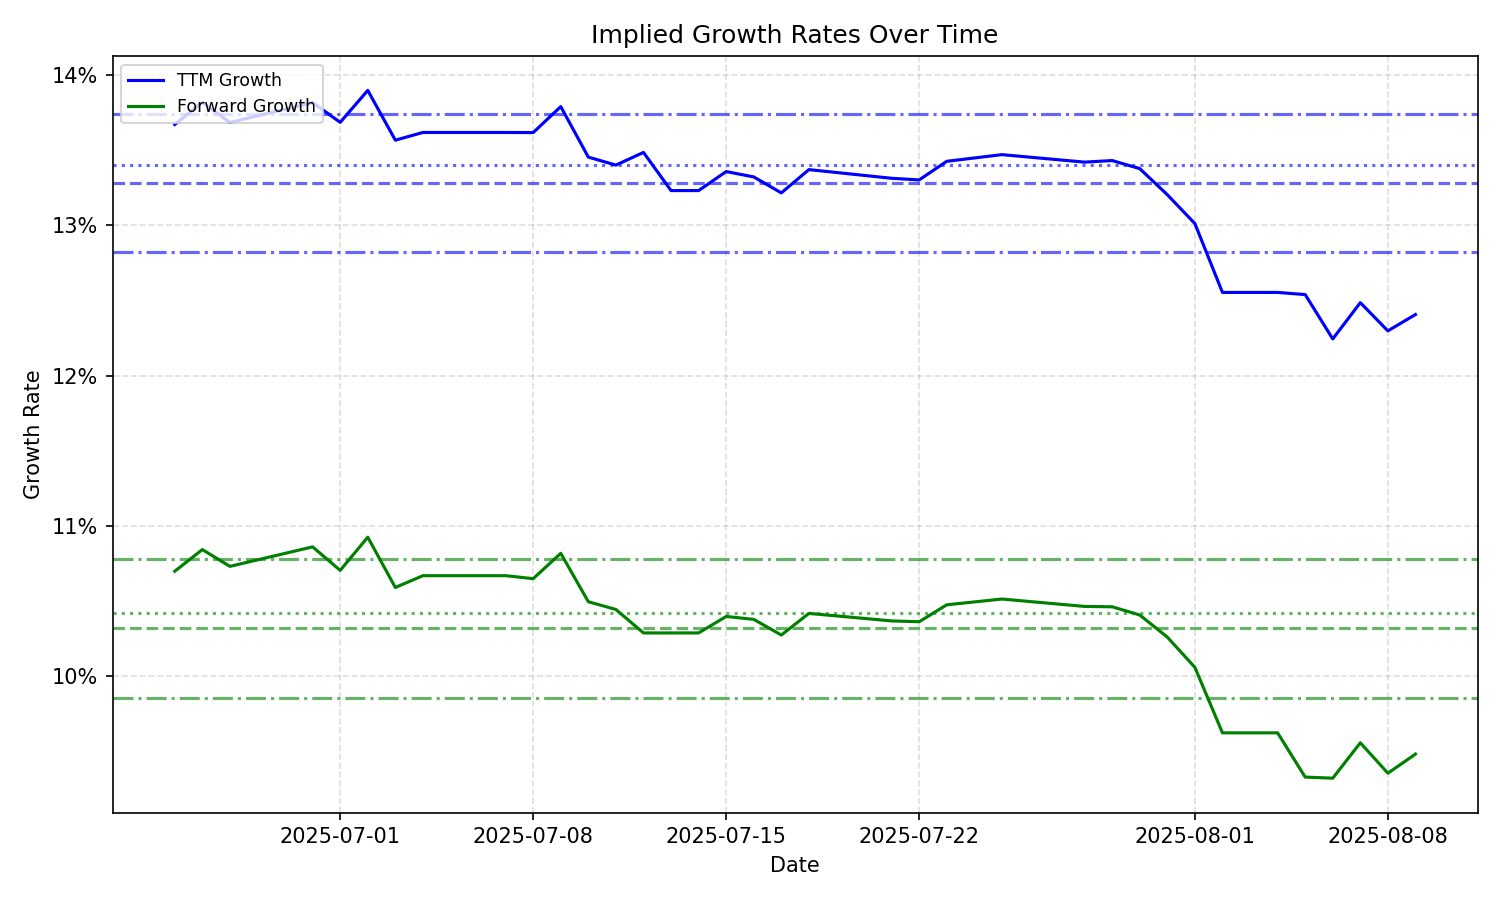 Implied Growth Rates Over Time
TTM Growth
Forward Growth
14%
13%
12%
11%
10%
Growth Rate
2025-07-01
2025-07-08
2025-07-15
2025-07-22
2025-08-01
2025-08-08
Date